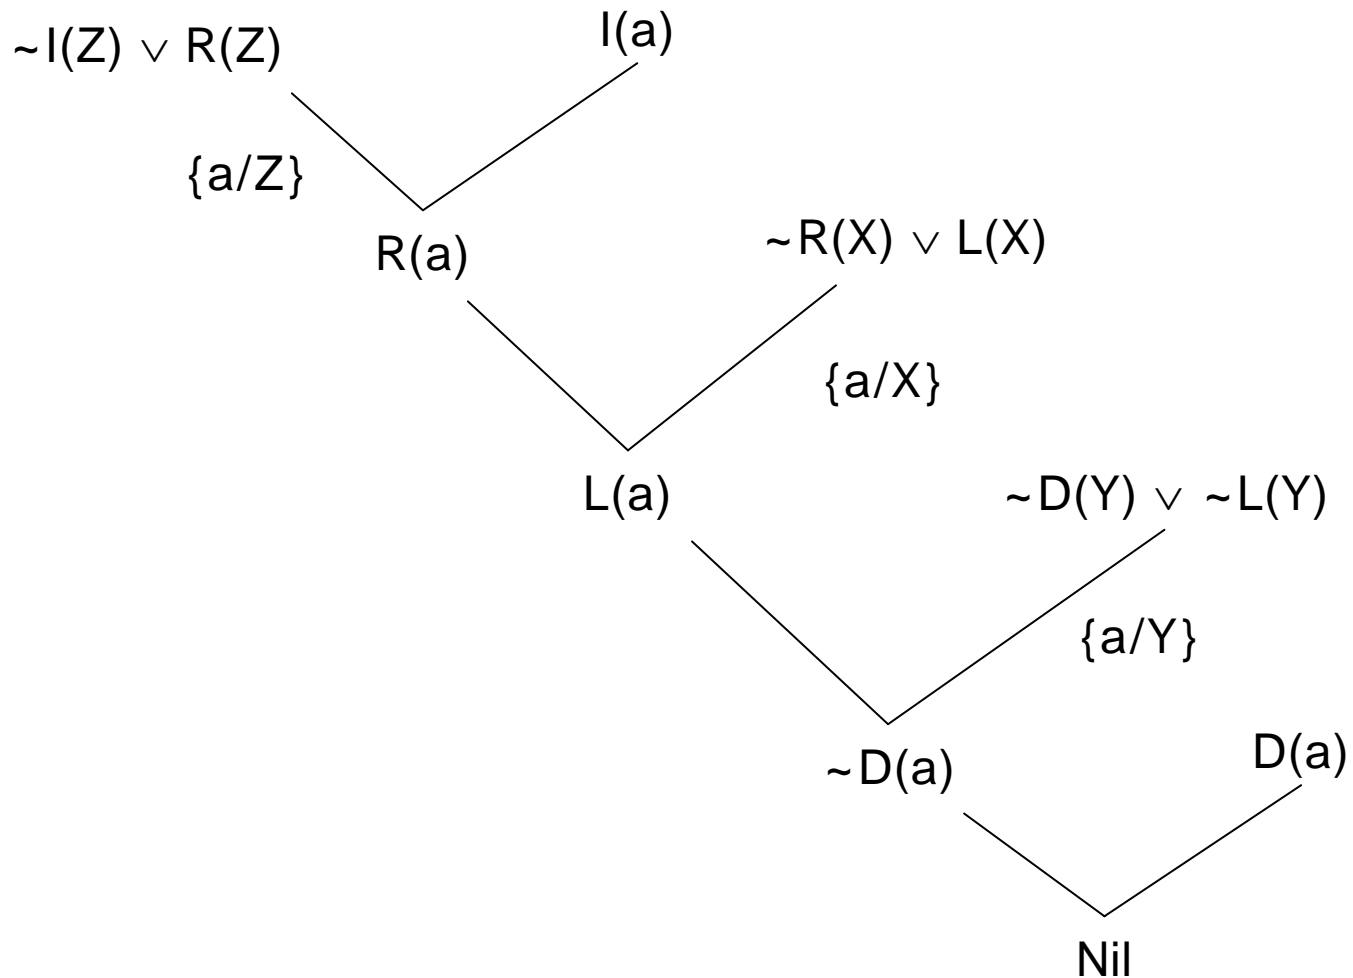 ~I(Z) ∨ R(Z)
I(a)
{a/Z}
R(a)
~R(X) ∨ L(X)
{a/X}
L(a)
~D(Y) ∨ ~L(Y)
{a/Y}
~D(a)
D(a)
Nil